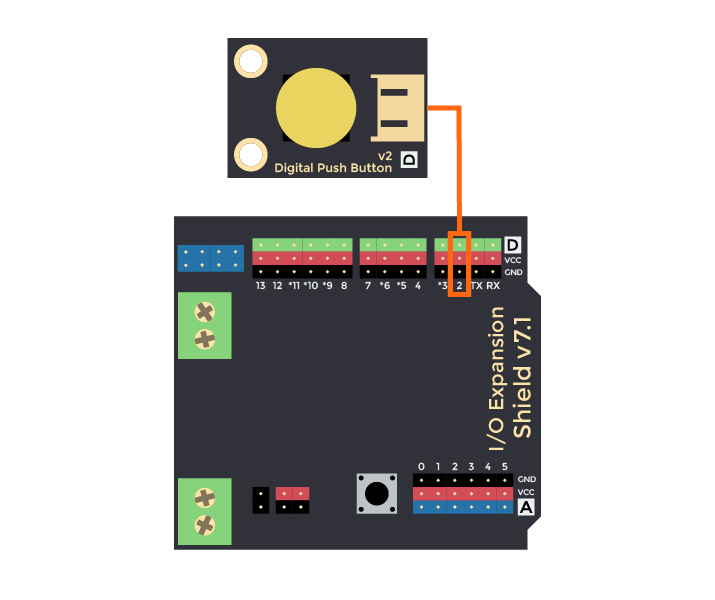 v2
Digital Push Button
D
D
VCC
GND
13 12 *11 *10 *9 8 7 *6 *5 4 *3 2 TX RX
I/O Expansion
Shield v7.1
0 1 2 3 4 5
GND
VCC
A